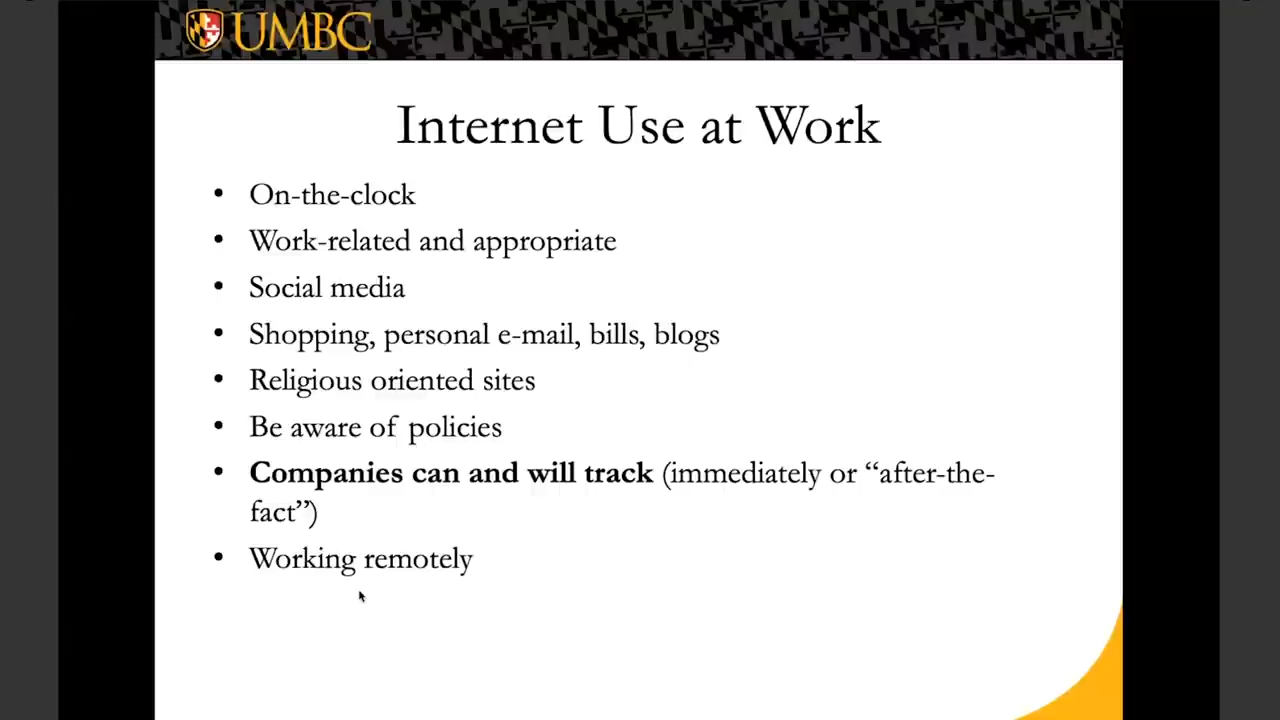 UMBC
Internet Use at Work
• On-the-clock
• Work-related and appropriate
• Social media
• Shopping, personal e-mail, bills, blogs
• Religious oriented sites
• Be aware of policies
• Companies can and will track (immediately or “after-the-
fact”)
• Working remotely